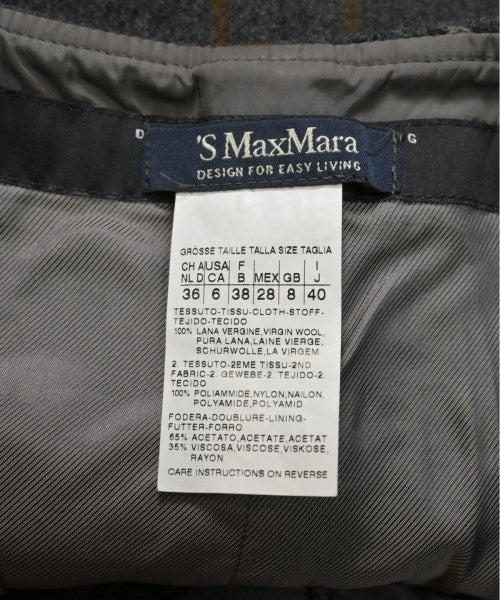 D
G
'S MaxMara
DESIGN FOR EASY LIVING
GRÖSSE TAILLE TALLA SIZE TAGLIA
CH A USA F I
NL D CA B MEX GB J
36 6 38 28 8 40
TESSUTO-TISSU-CLOTH-STOFF-
TEJIDO-TECIDO
100% LANA VERGINE,VIRGIN WOOL,
PURA LANA,LAINE VIERGE,
SCHURWOLLE,LA VIRGEM
2. TESSUTO-2EME TISSU-2ND
FABRIC-2. GEWEBE-2. TEJIDO-2.
TECIDO
100% POLIAMMIDE,NYLON,NAILON,
POLYAMIDE,POLYAMID
FODERA-DOUBLURE-LINING-
FUTTER-FORRO
65% ACETATO,ACETATE,ACETAT
35% VISCOSA,VISCOSE,VISKOSE,
RAYON
CARE INSTRUCTIONS ON REVERSE